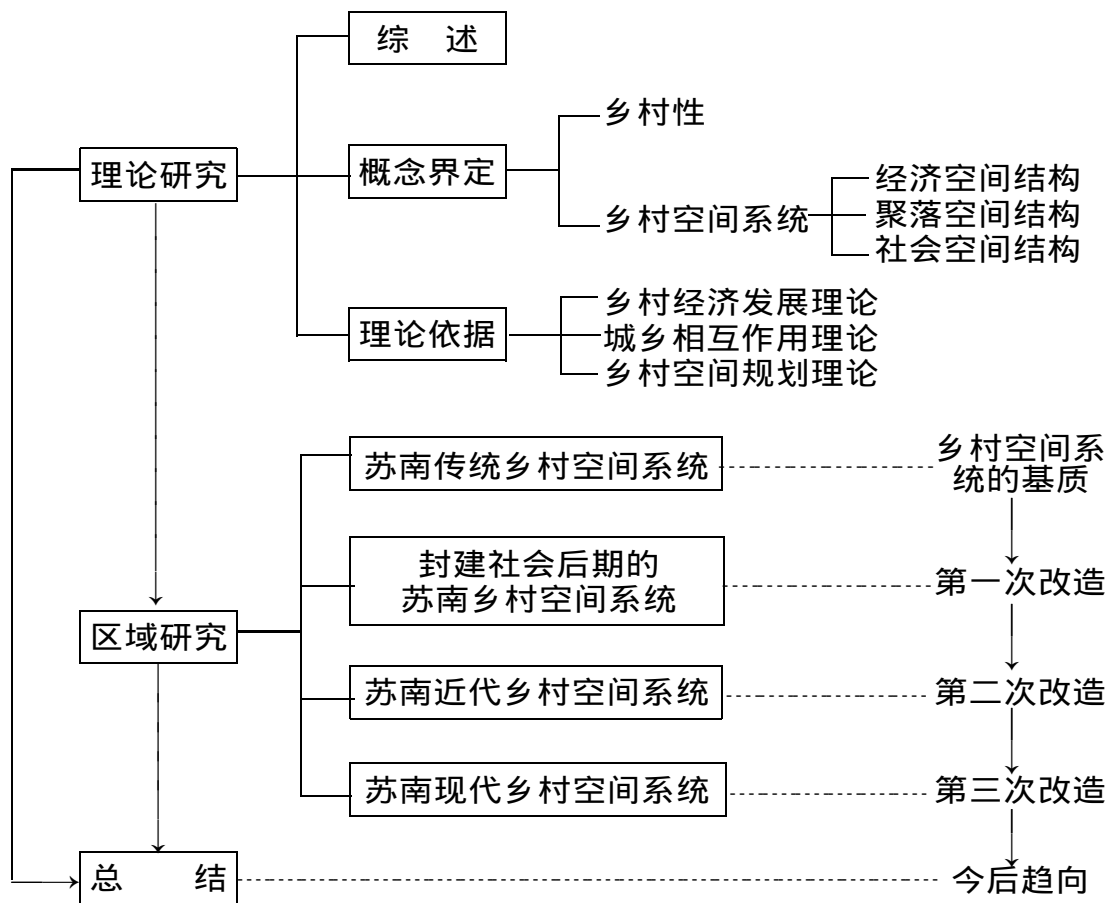 综 述
乡村性
理论研究
概念界定
经济空间结构
乡村空间系统
聚落空间结构
社会空间结构
乡村经济发展理论
理论依据
城乡相互作用理论
乡村空间规划理论
苏南传统乡村空间系统
乡村空间系
统的基质
封建社会后期的
苏南乡村空间系统
第一次改造
区域研究
苏南近代乡村空间系统
第二次改造
苏南现代乡村空间系统
第三次改造
总 结
今后趋向